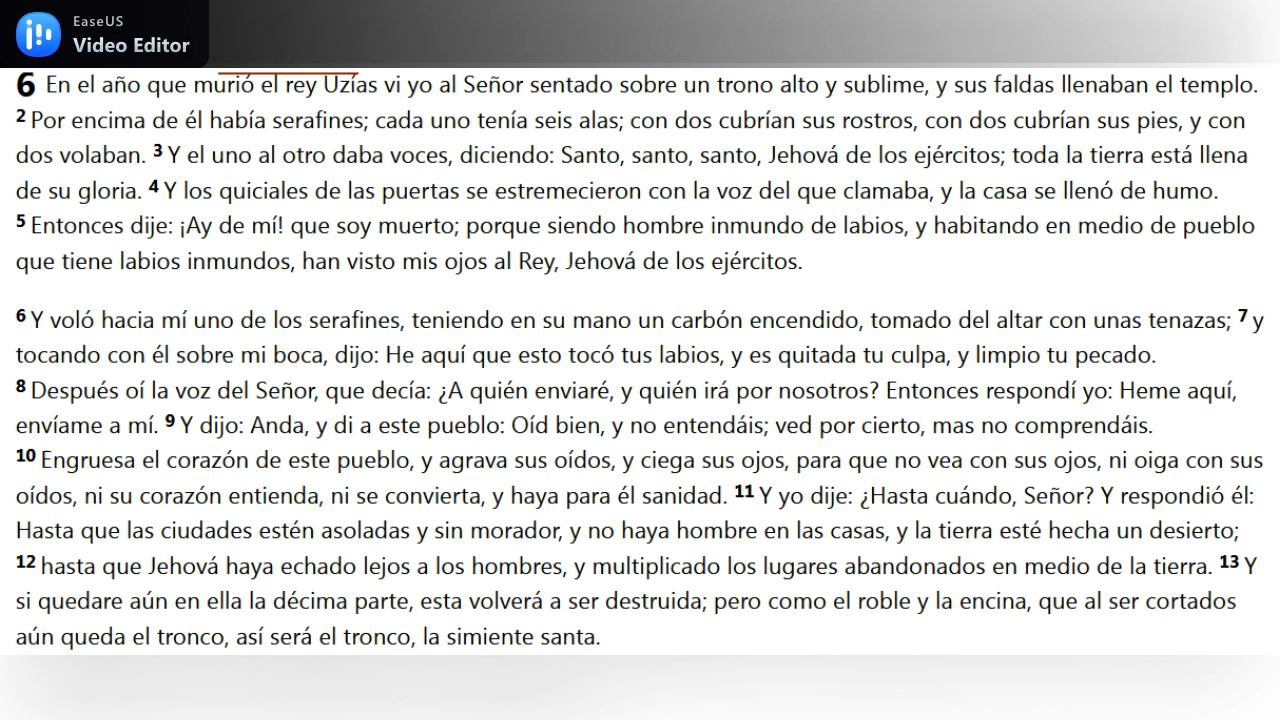 EaseUS
Video Editor
6 En el año que murió el rey Uzías vi yo al Señor sentado sobre un trono alto y sublime, y sus faldas llenaban el templo.
2 Por encima de él había serafines; cada uno tenía seis alas; con dos cubrían sus rostros, con dos cubrían sus pies, y con
dos volaban. 3 Y el uno al otro daba voces, diciendo: Santo, santo, santo, Jehová de los ejércitos; toda la tierra está llena
de su gloria. 4 Y los quiciales de las puertas se estremecieron con la voz del que clamaba, y la casa se llenó de humo.
5 Entonces dije: ¡Ay de mí! que soy muerto; porque siendo hombre inmundo de labios, y habitando en medio de pueblo
que tiene labios inmundos, han visto mis ojos al Rey, Jehová de los ejércitos.
6 Y voló hacia mí uno de los serafines, teniendo en su mano un carbón encendido, tomado del altar con unas tenazas; 7 y
tocando con él sobre mi boca, dijo: He aquí que esto tocó tus labios, y es quitada tu culpa, y limpio tu pecado.
8 Después oí la voz del Señor, que decía: ¿A quién enviaré, y quién irá por nosotros? Entonces respondí yo: Heme aquí,
envíame a mí. 9 Y dijo: Anda, y di a este pueblo: Oíd bien, y no entendáis; ved por cierto, mas no comprendáis.
10 Engruesa el corazón de este pueblo, y agrava sus oídos, y ciega sus ojos, para que no vea con sus ojos, ni oiga con sus
oídos, ni su corazón entienda, ni se convierta, y haya para él sanidad. 11 Y yo dije: ¿Hasta cuándo, Señor? Y respondió él:
Hasta que las ciudades estén asoladas y sin morador, y no haya hombre en las casas, y la tierra esté hecha un desierto;
12 hasta que Jehová haya echado lejos a los hombres, y multiplicado los lugares abandonados en medio de la tierra. 13 Y
si quedare aún en ella la décima parte, esta volverá a ser destruida; pero como el roble y la encina, que al ser cortados
aún queda el tronco, así será el tronco, la simiente santa.